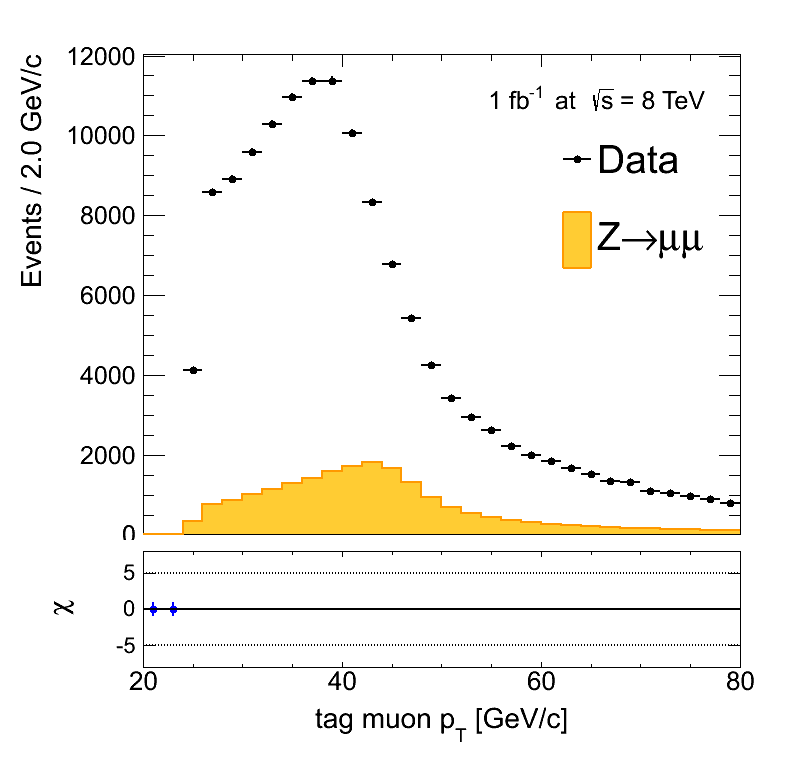 12000
10000
8000
6000
4000
2000
0
Events / 2.0 GeV/c
1 fb⁻¹ at √s = 8 TeV
Data
Z→μμ
5
0
-5
χ
20 40 60 80
tag muon p_T [GeV/c]